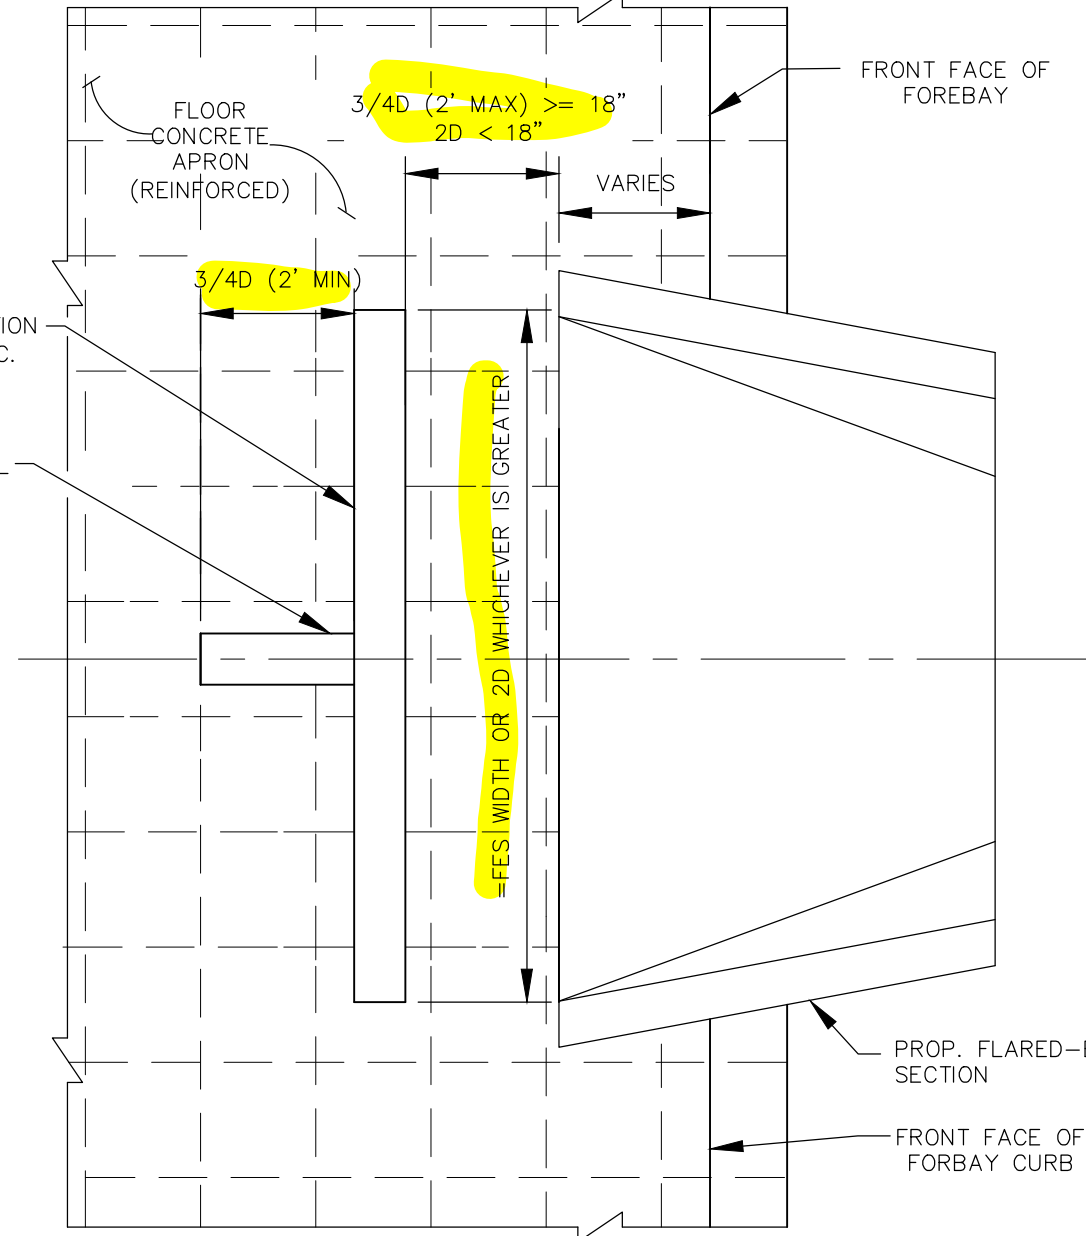 FRONT FACE OF
FOREBAY
3/4D (2' MAX) >= 18"
2D < 18"
FLOOR
CONCRETE
APRON
(REINFORCED)
VARIES
3/4D (2' MIN)
TION
C.
=FES WIDTH OR 2D WHICHEVER IS GREATER
PROP. FLARED-E
SECTION
FRONT FACE OF
FORBAY CURB